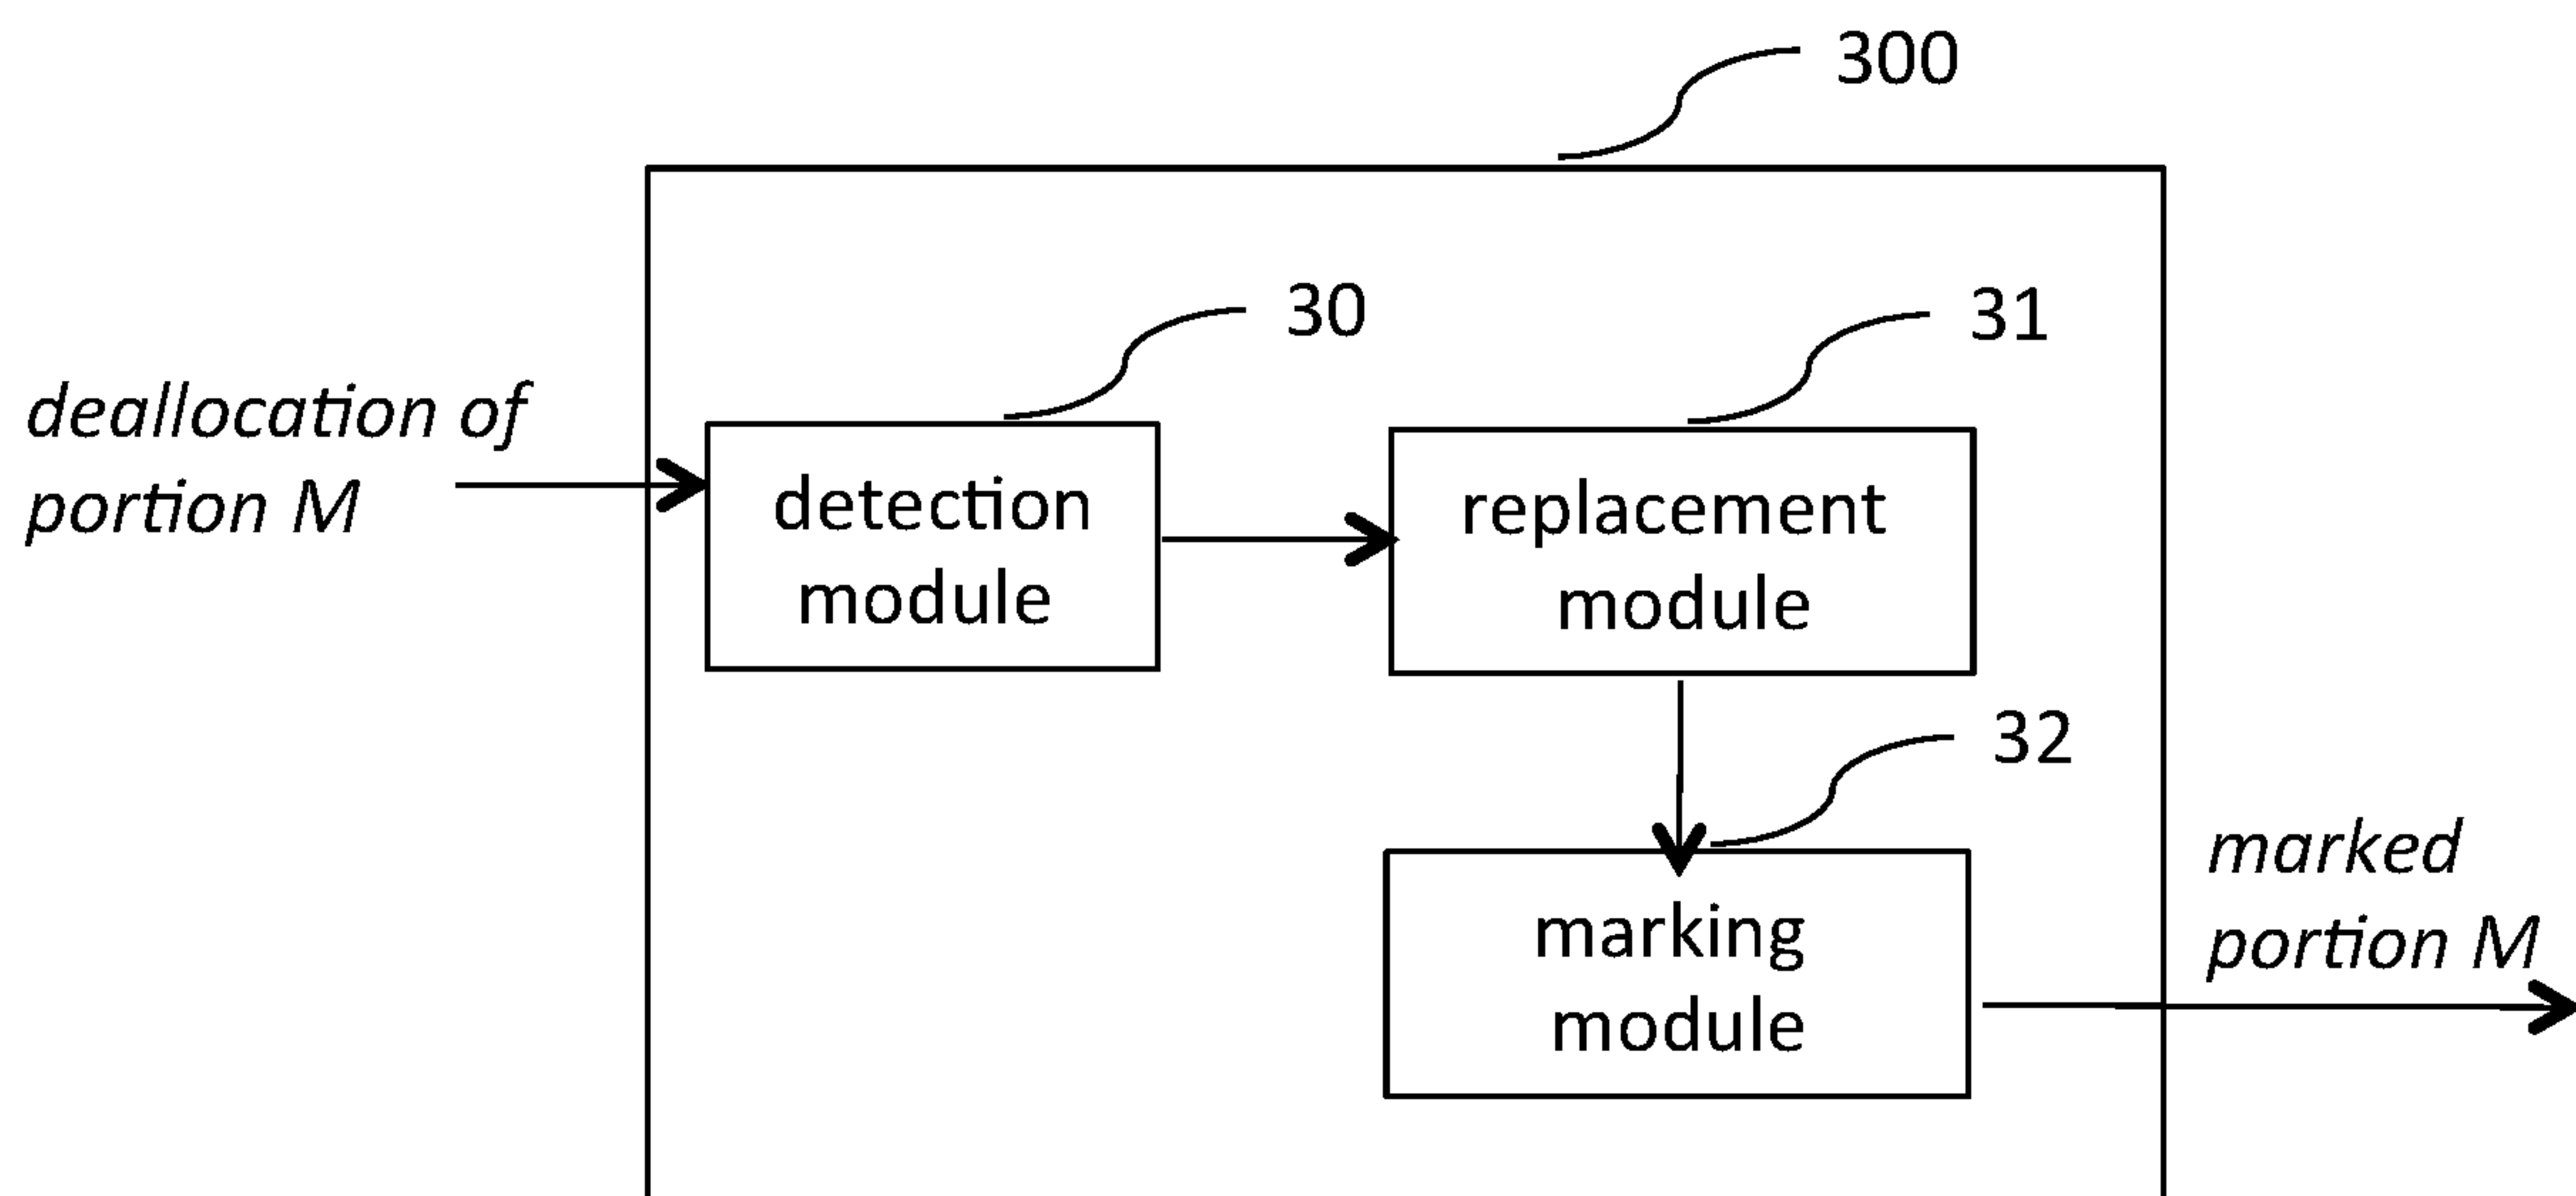 300
30
31
deallocation of
portion M
detection
module
replacement
module
32
marking
module
marked
portion M